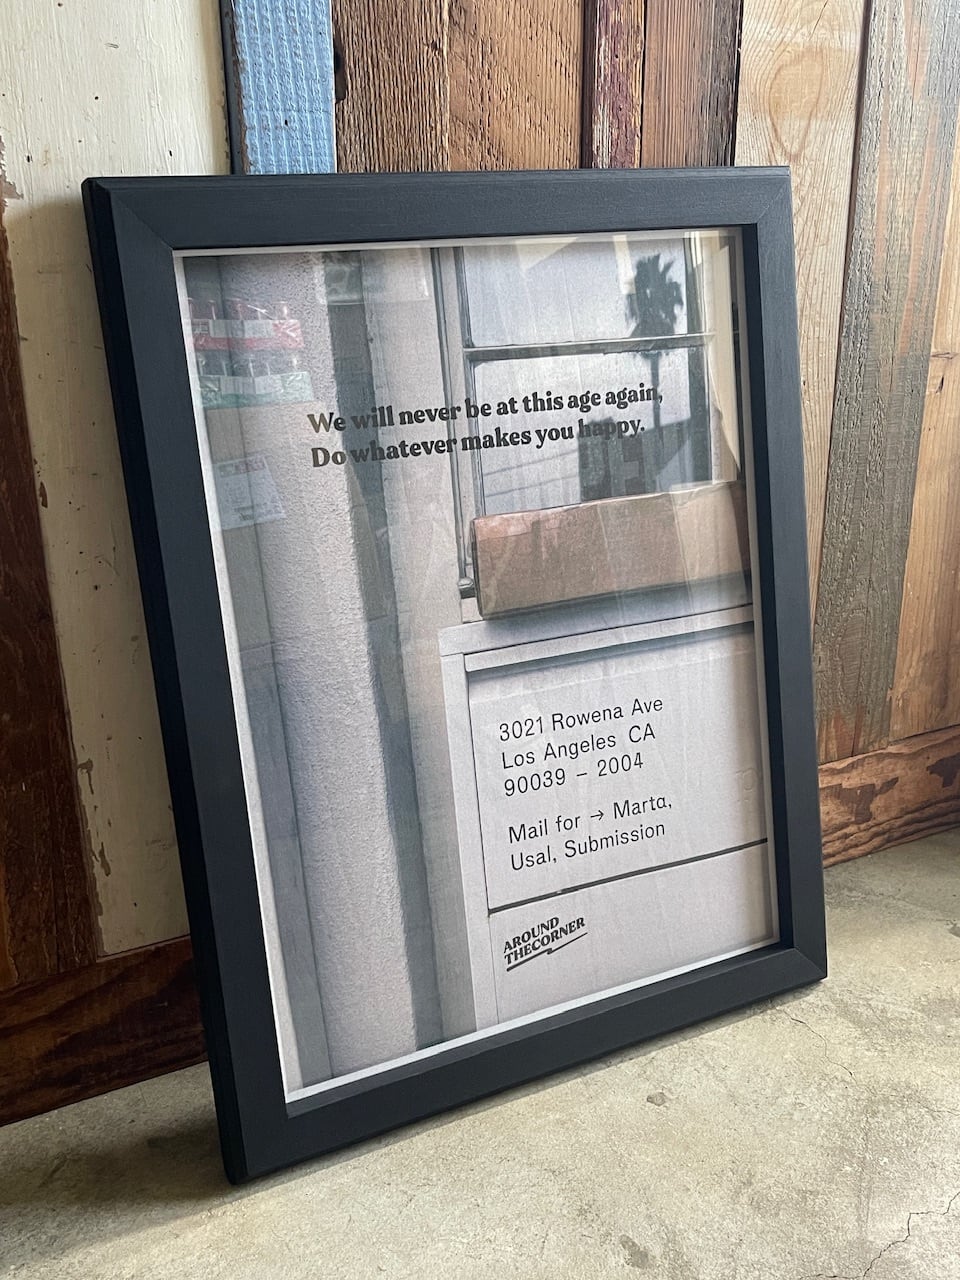 We will never be at this age again,
Do whatever makes you happy.
3021 Rowena Ave
Los Angeles CA
90039 – 2004
Mail for → Marta,
Usal, Submission
AROUND
THECORNER